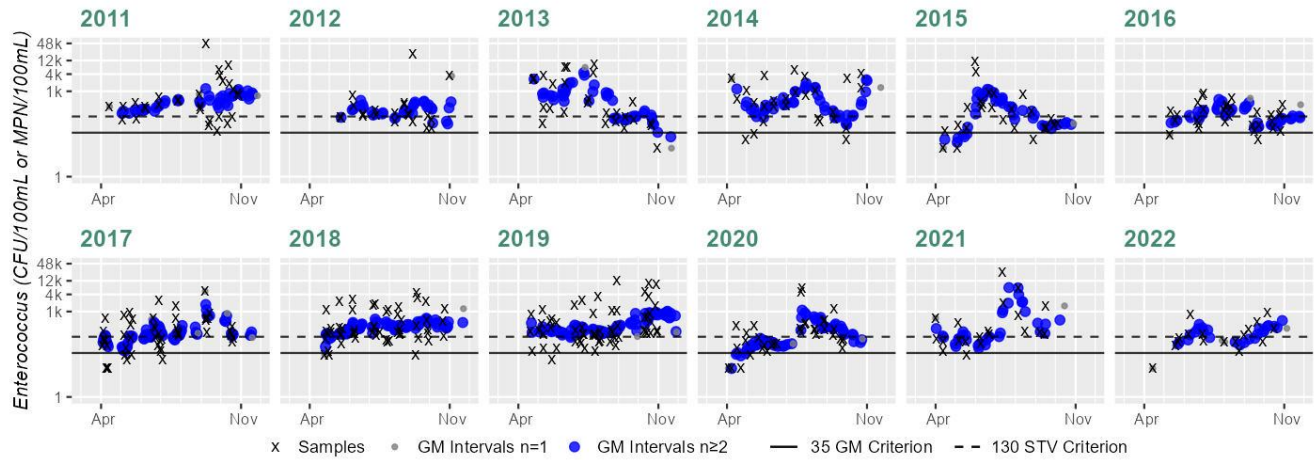 Enterococcus (CFU/100mL or MPN/100mL)
2011 2012 2013 2014 2015 2016
48k
12k
4k
1k
1
Apr Nov Apr Nov Apr Nov Apr Nov Apr Nov Apr Nov
2017 2018 2019 2020 2021 2022
48k
12k
4k
1k
1
Apr Nov Apr Nov Apr Nov Apr Nov Apr Nov Apr Nov
x Samples GM Intervals n=1 GM Intervals n≥2 35 GM Criterion 130 STV Criterion